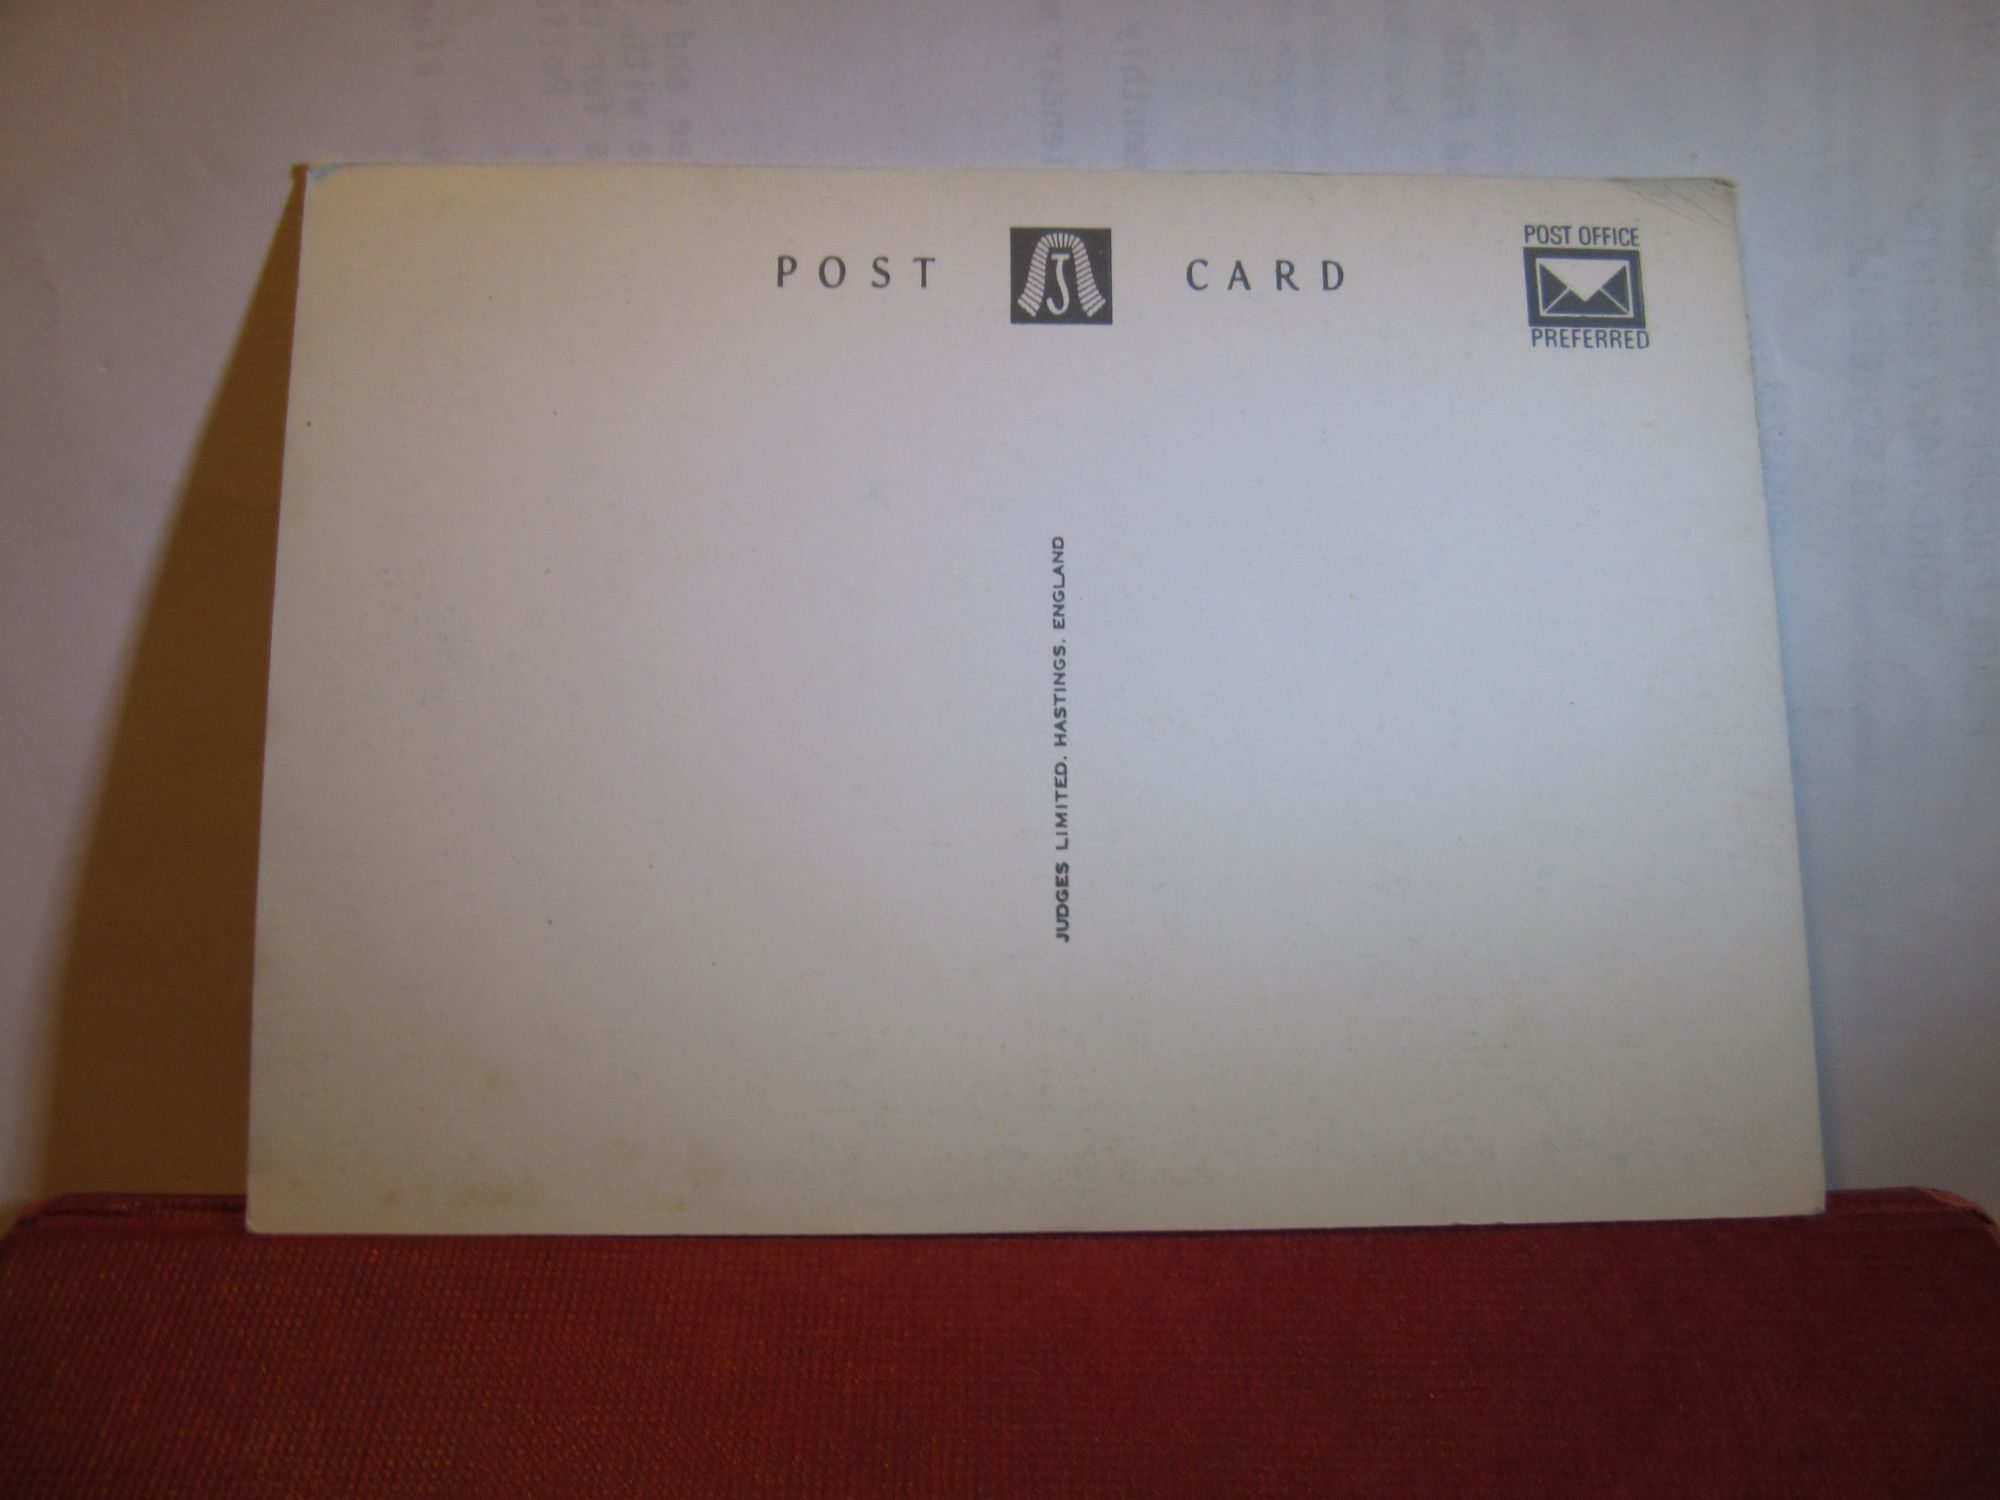 POST CARD
POST OFFICE
PREFERRED
J
JUDGES LIMITED. HASTINGS. ENGLAND